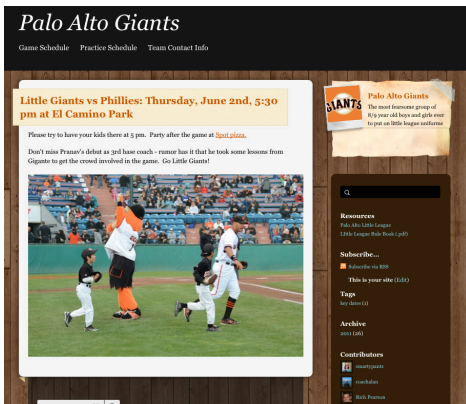 Palo Alto Giants
Game Schedule Practice Schedule Team Contact Info
Little Giants vs Phillies: Thursday, June 2nd, 5:30
pm at El Camino Park
Please try to have your kids there at 5 pm. Party after the game at Spot pizza.
Don't miss Pranav's debut as 3rd base coach - rumor has it that he took some lessons from
Gigante to get the crowd involved in the game. Go Little Giants!
GIANTS
Palo Alto Giants
The most fearsome group of
8/9 year old boys and girls ever
to put on little league uniforms
Resources
Palo Alto Little League
Little League Rule Book (.pdf)
Subscribe...
Subscribe via RSS
This is your site (Edit)
Tags
key dates (1)
Archive
2011 (26)
Contributors
smartypants
coachalan
Rich Pearson